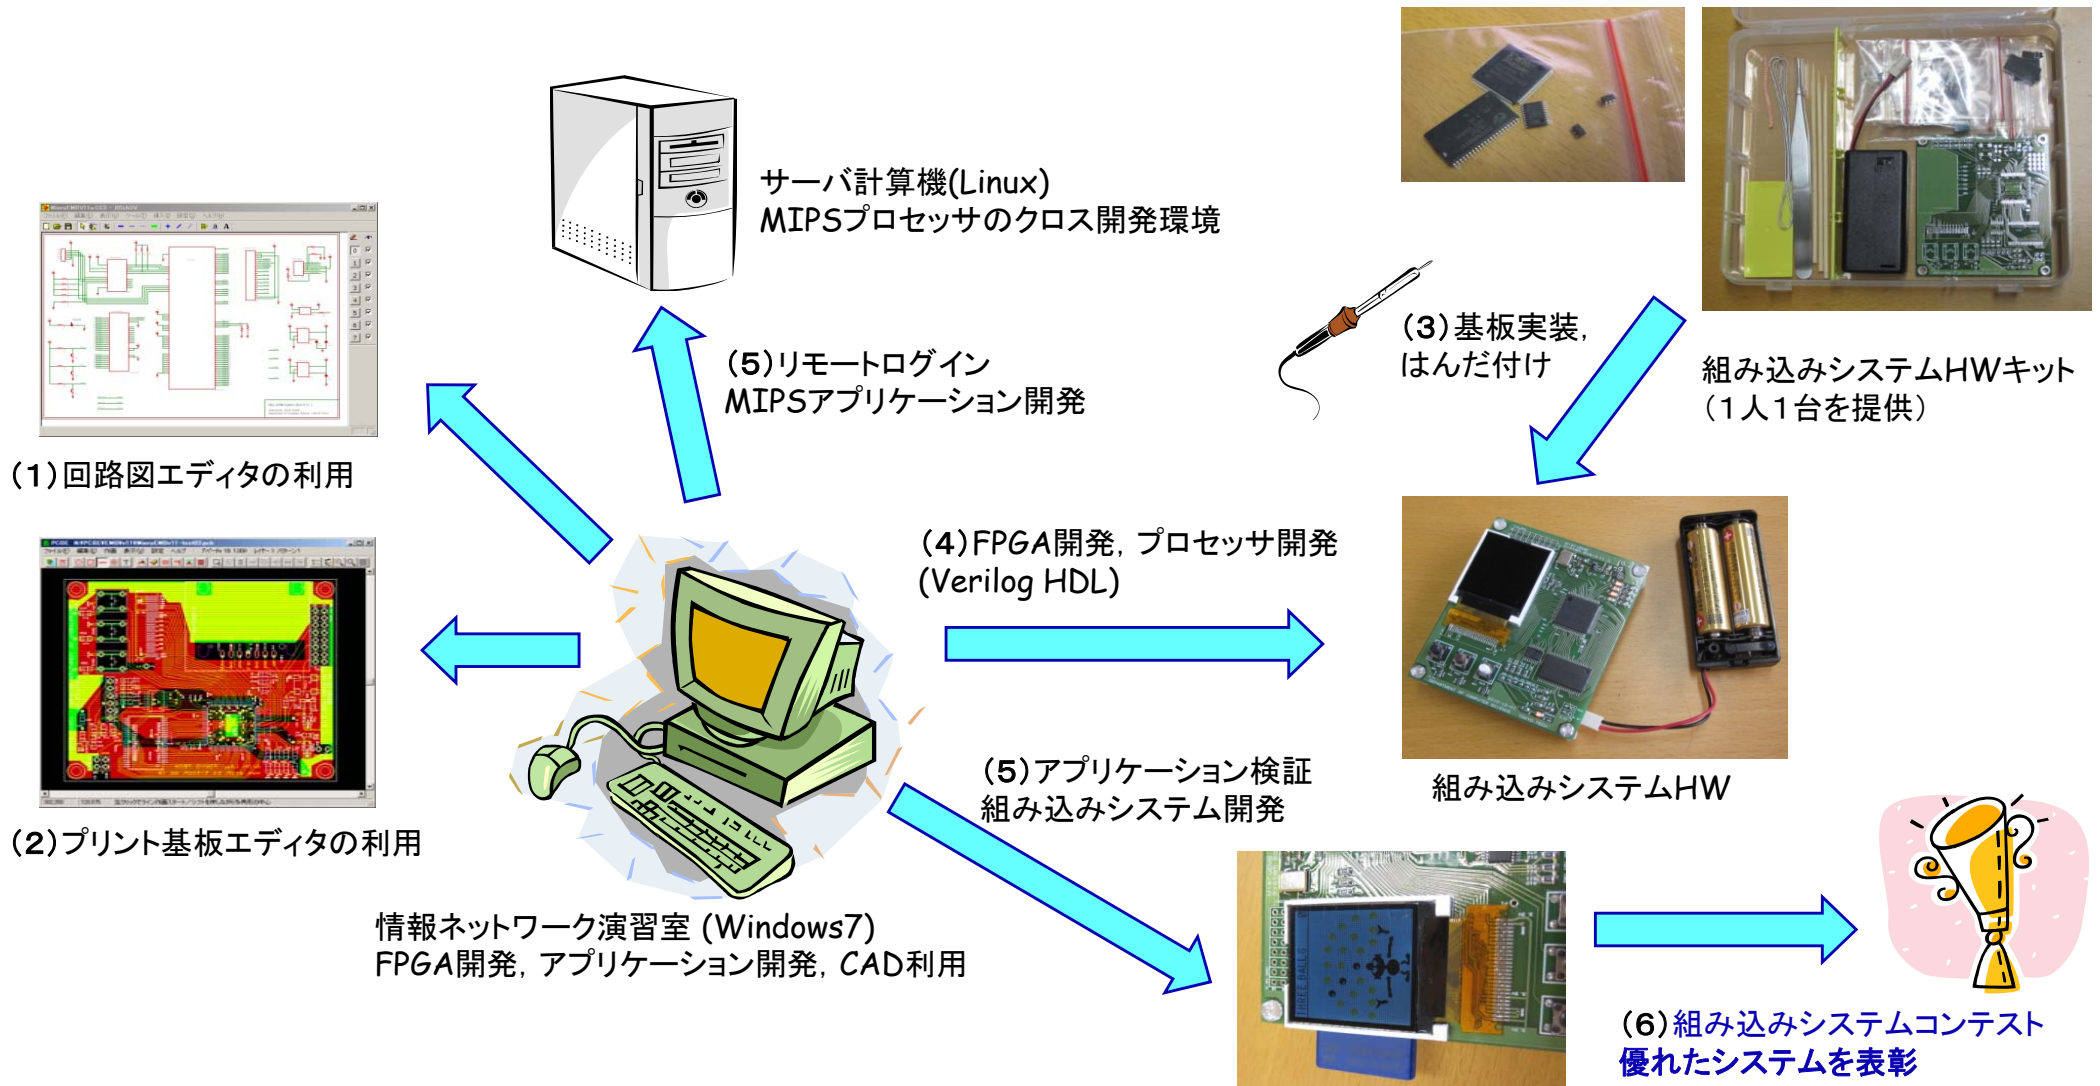 サーバ計算機(Linux)
MIPSプロセッサのクロス開発環境
(5)リモートログイン
MIPSアプリケーション開発
(3)基板実装,
はんだ付け
組み込みシステムHWキット
(1人1台を提供)
(1)回路図エディタの利用
(4)FPGA開発, プロセッサ開発
(Verilog HDL)
(2)プリント基板エディタの利用
(5)アプリケーション検証
組み込みシステム開発
組み込みシステムHW
情報ネットワーク演習室 (Windows7)
FPGA開発, アプリケーション開発, CAD利用
THREE BALLS
(6)組み込みシステムコンテスト
優れたシステムを表彰